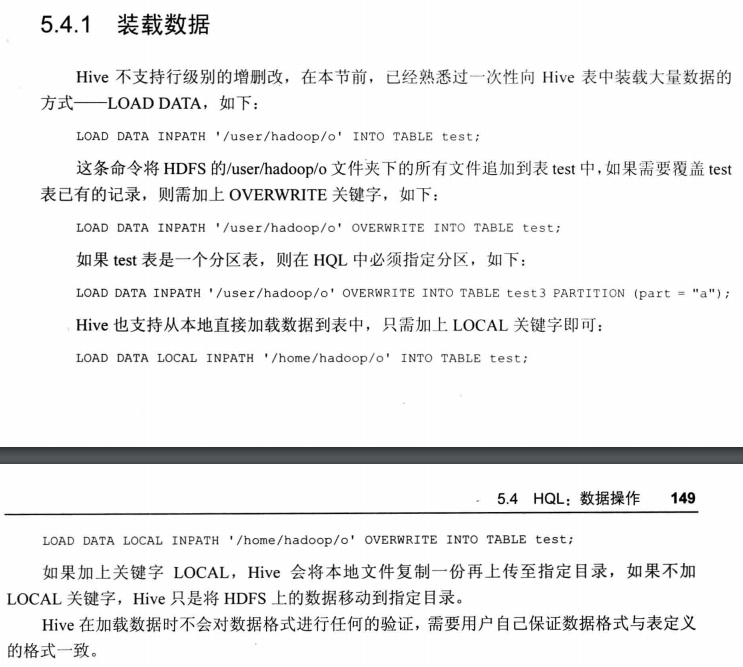 5.4.1 装载数据
Hive 不支持行级别的增删改，在本节前，已经熟悉过一次性向 Hive 表中装载大量数据的
方式——LOAD DATA，如下：
LOAD DATA INPATH '/user/hadoop/o' INTO TABLE test;
这条命令将 HDFS 的/user/hadoop/o 文件夹下的所有文件追加到表 test 中，如果需要覆盖 test
表已有的记录，则需加上 OVERWRITE 关键字，如下：
LOAD DATA INPATH '/user/hadoop/o' OVERWRITE INTO TABLE test;
如果 test 表是一个分区表，则在 HQL 中必须指定分区，如下：
LOAD DATA INPATH '/user/hadoop/o' OVERWRITE INTO TABLE test3 PARTITION (part = "a");
Hive 也支持从本地直接加载数据到表中，只需加上 LOCAL 关键字即可：
LOAD DATA LOCAL INPATH '/home/hadoop/o' INTO TABLE test;
5.4 HQL：数据操作 149
LOAD DATA LOCAL INPATH '/home/hadoop/o' OVERWRITE INTO TABLE test;
如果加上关键字 LOCAL，Hive 会将本地文件复制一份再上传至指定目录，如果不加
LOCAL 关键字，Hive 只是将 HDFS 上的数据移动到指定目录。
Hive 在加载数据时不会对数据格式进行任何的验证，需要用户自己保证数据格式与表定义
的格式一致。